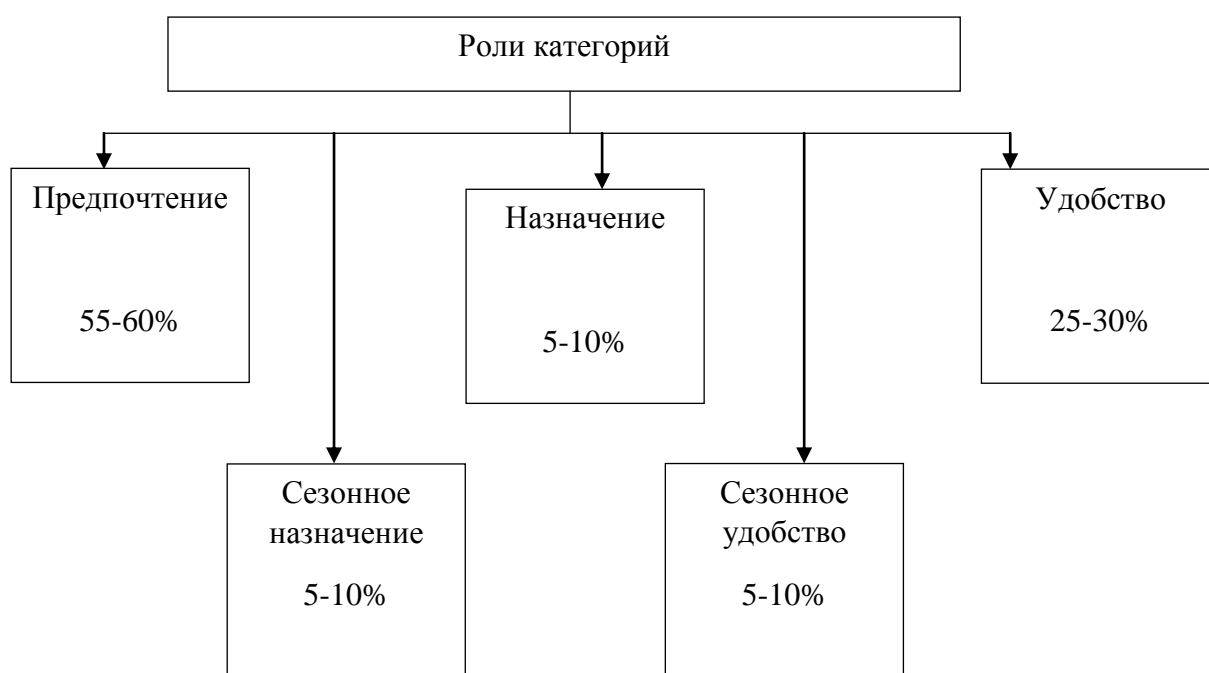 Роли категорий
Предпочтение
55-60%
Назначение
5-10%
Удобство
25-30%
Сезонное
назначение
5-10%
Сезонное
удобство
5-10%